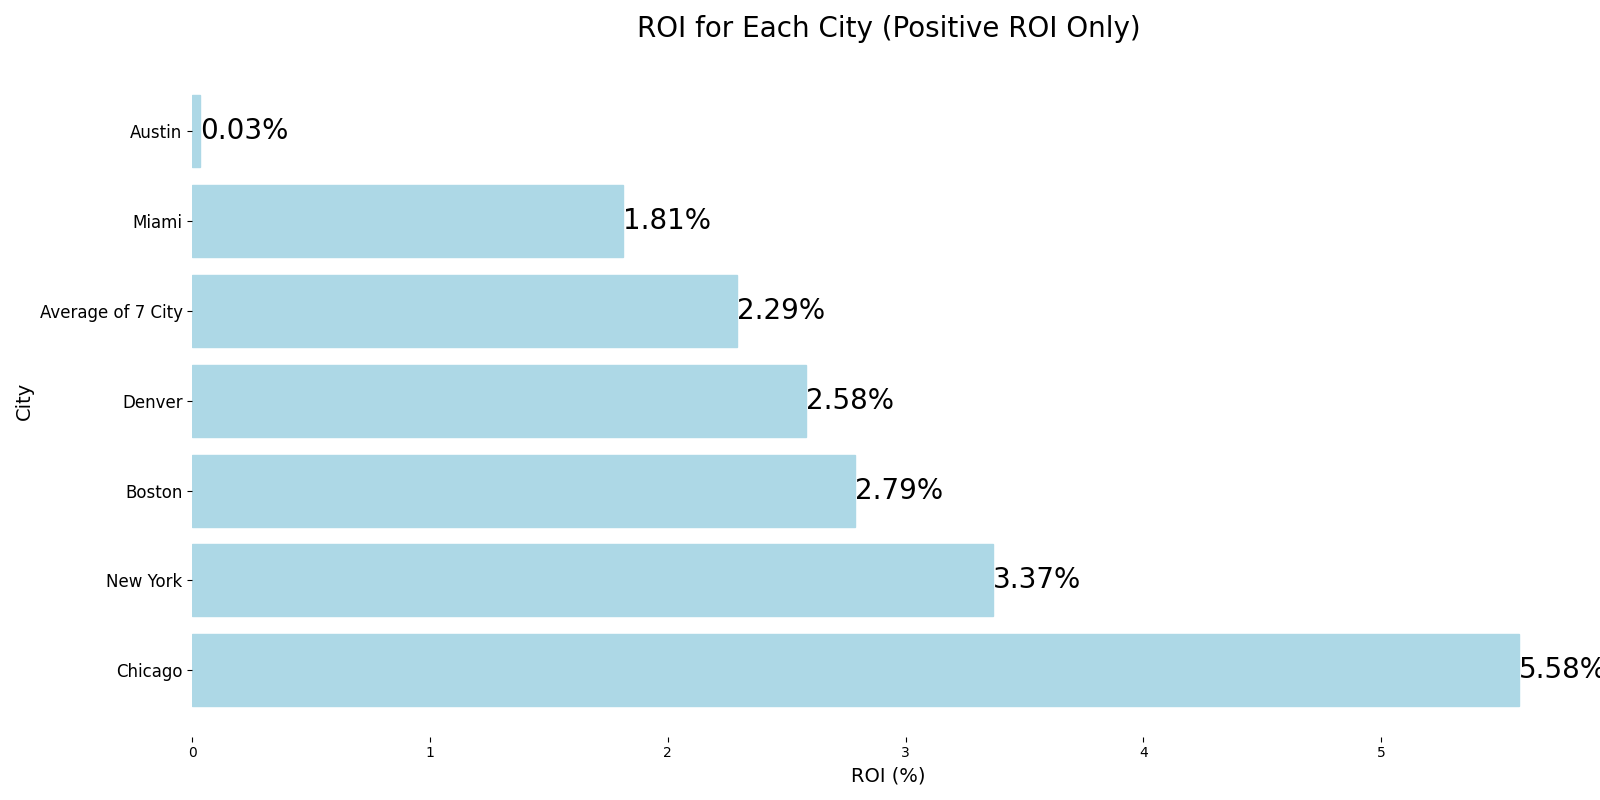 ROI for Each City (Positive ROI Only)
Austin 0.03%
Miami 1.81%
Average of 7 City 2.29%
Denver 2.58%
Boston 2.79%
New York 3.37%
Chicago 5.58%
City
0 1 2 3 4 5
ROI (%)